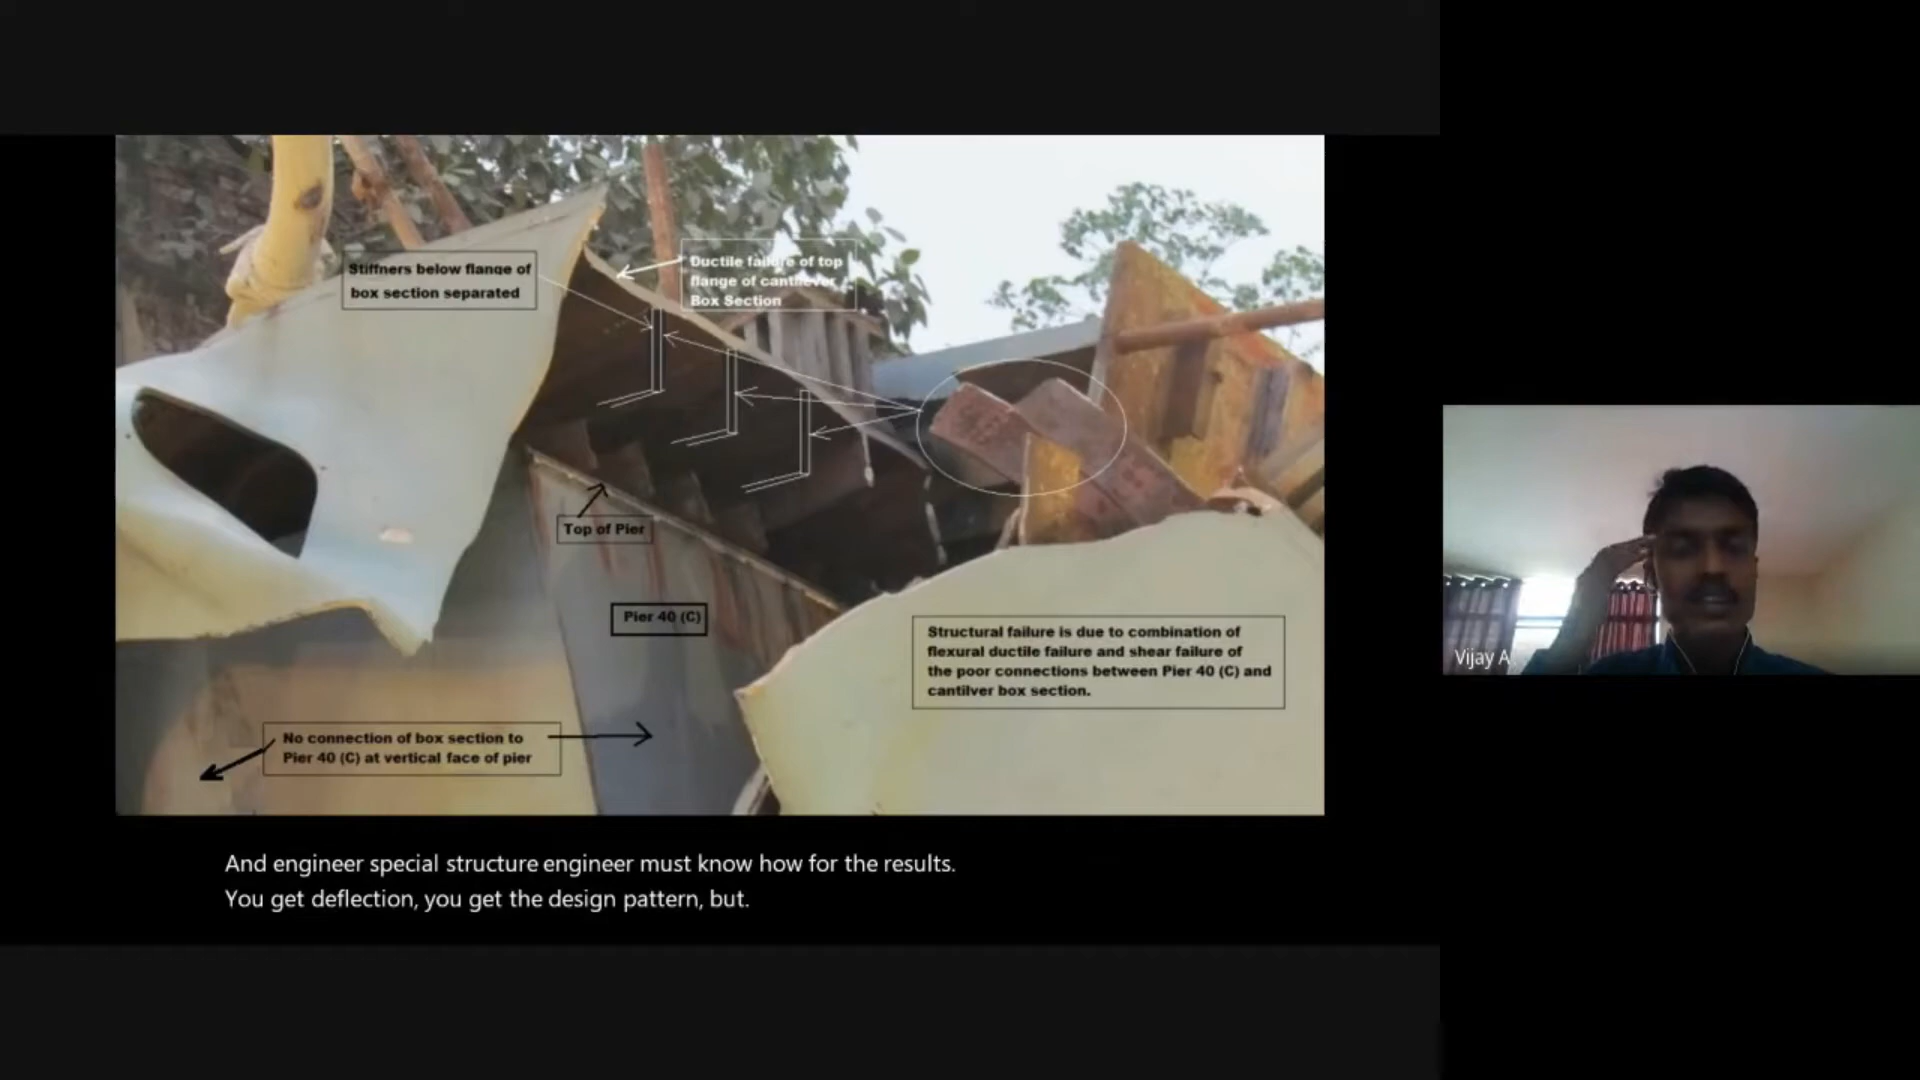 Stiffners below flange of
box section separated
Ductile failure of top
flange of cantilever
Box Section
Top of Pier
Pier 40 (C)
Structural failure is due to combination of
flexural ductile failure and shear failure of
the poor connections between Pier 40 (C) and
cantilver box section.
No connection of box section to
Pier 40 (C) at vertical face of pier
Vijay A.
And engineer special structure engineer must know how for the results.
You get deflection, you get the design pattern, but.